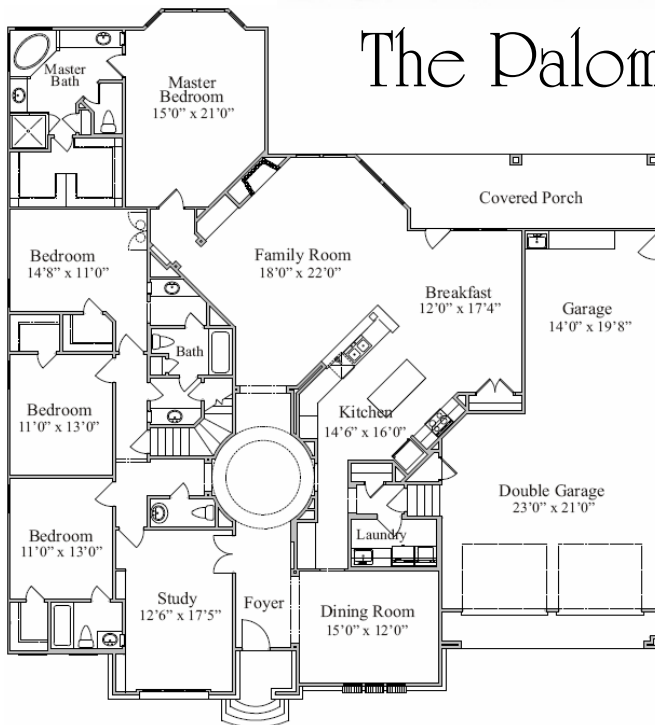 The Palom
Master
Bath
Master
Bedroom
15'0" x 21'0"
Covered Porch
Bedroom
14'8" x 11'0"
Family Room
18'0" x 22'0"
Breakfast
12'0" x 17'4"
Garage
14'0" x 19'8"
Bath
Bedroom
11'0" x 13'0"
Kitchen
14'6" x 16'0"
Double Garage
23'0" x 21'0"
Bedroom
11'0" x 13'0"
Laundry
Study
12'6" x 17'5"
Foyer
Dining Room
15'0" x 12'0"